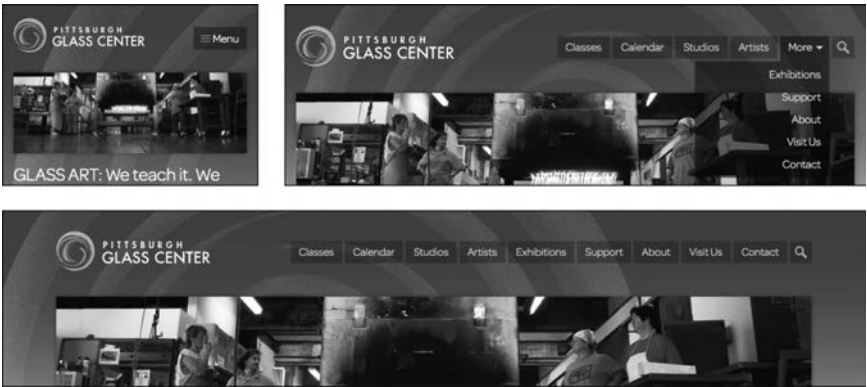 PITTSBURGH
GLASS CENTER
Menu
GLASS ART: We teach it. We
PITTSBURGH
GLASS CENTER
Classes Calendar Studios Artists More
Exhibitions
Support
About
Visit Us
Contact
PITTSBURGH
GLASS CENTER
Classes Calendar Studios Artists Exhibitions Support About Visit Us Contact